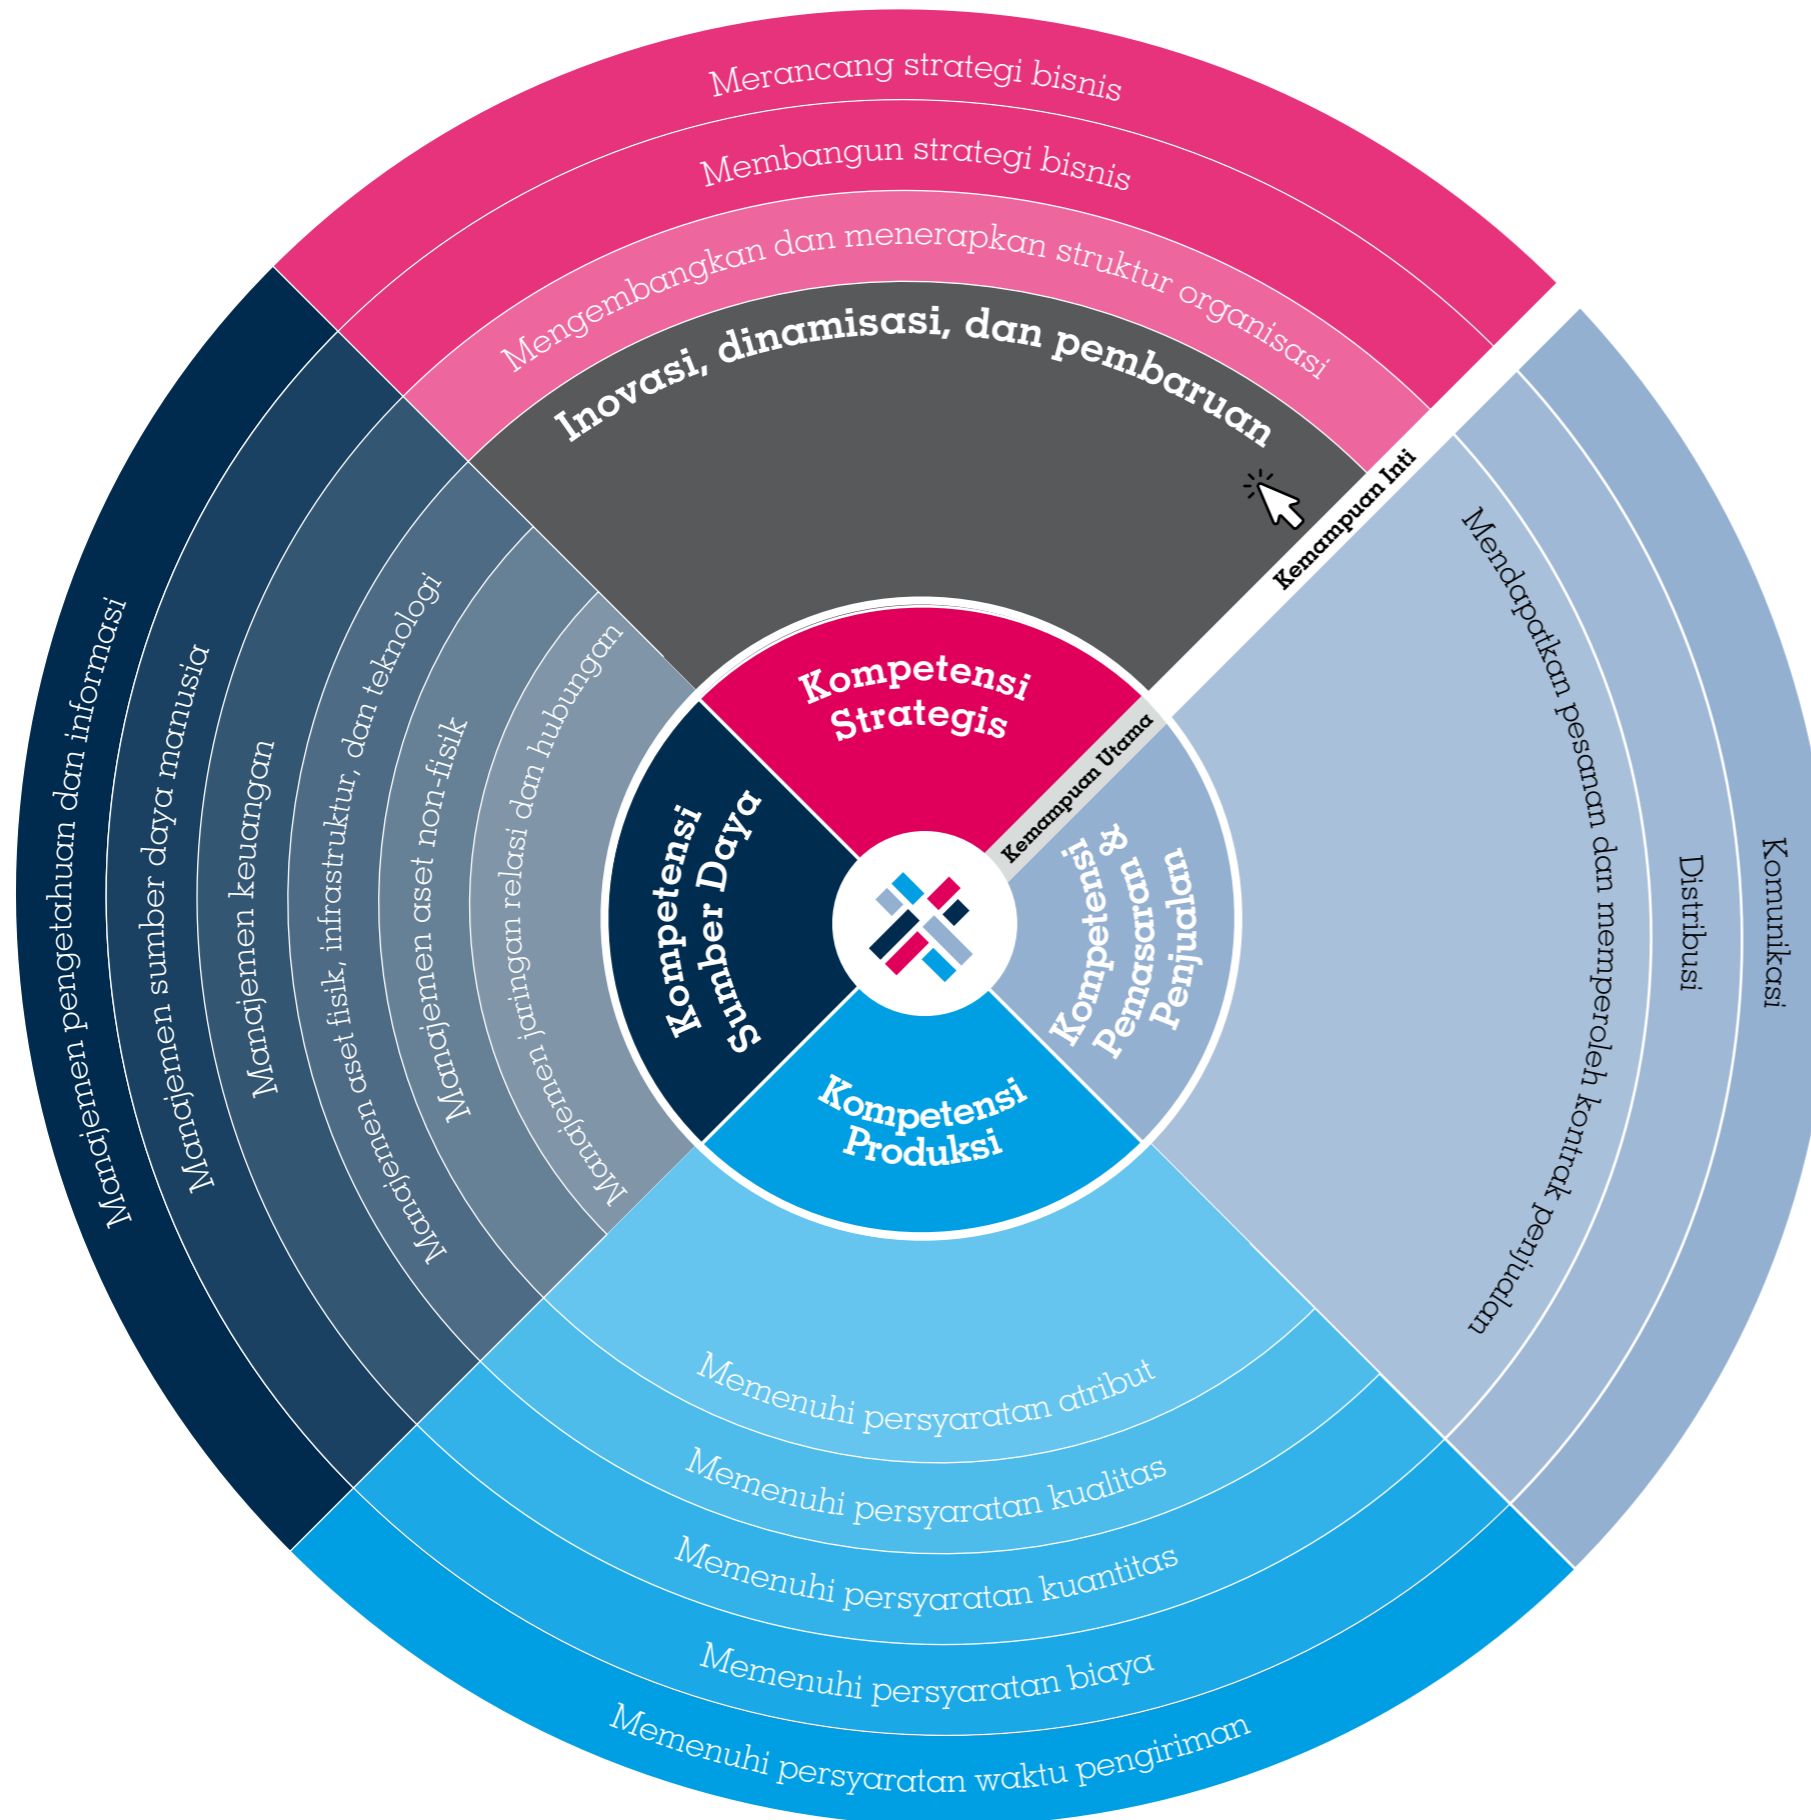 Merancang strategi bisnis
Membangun strategi bisnis
Mengembangkan dan menerapkan struktur organisasi
Inovasi, dinamisasi, dan pembaruan
Kemampuan Inti
Kompetensi
Strategis
Kemampuan Utama
Kompetensi
Pemasaran &
Penjualan
Mendapatkan pesanan dan memperoleh kontrak penjualan
Distribusi
Komunikasi
Kompetensi
Produksi
Memenuhi persyaratan atribut
Memenuhi persyaratan kualitas
Memenuhi persyaratan kuantitas
Memenuhi persyaratan biaya
Memenuhi persyaratan waktu pengiriman
Kompetensi
Sumber Daya
Manajemen pengetahuan dan informasi
Manajemen sumber daya manusia
Manajemen keuangan
Manajemen aset fisik, infrastruktur, dan teknologi
Manajemen aset non-fisik
Manajemen jaringan relasi dan hubungan